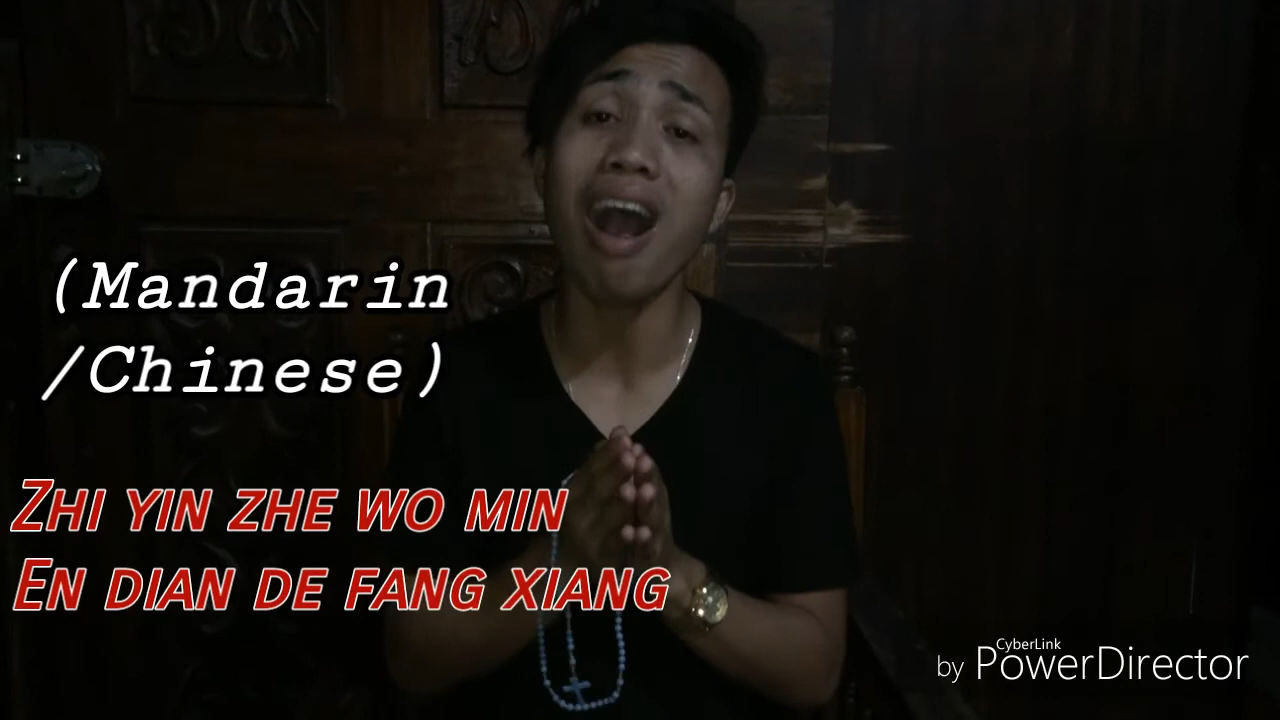 (Mandarin
/Chinese)
ZHI YIN ZHE WO MIN
EN DIAN DE FANG XIANG
CyberLink
by PowerDirector